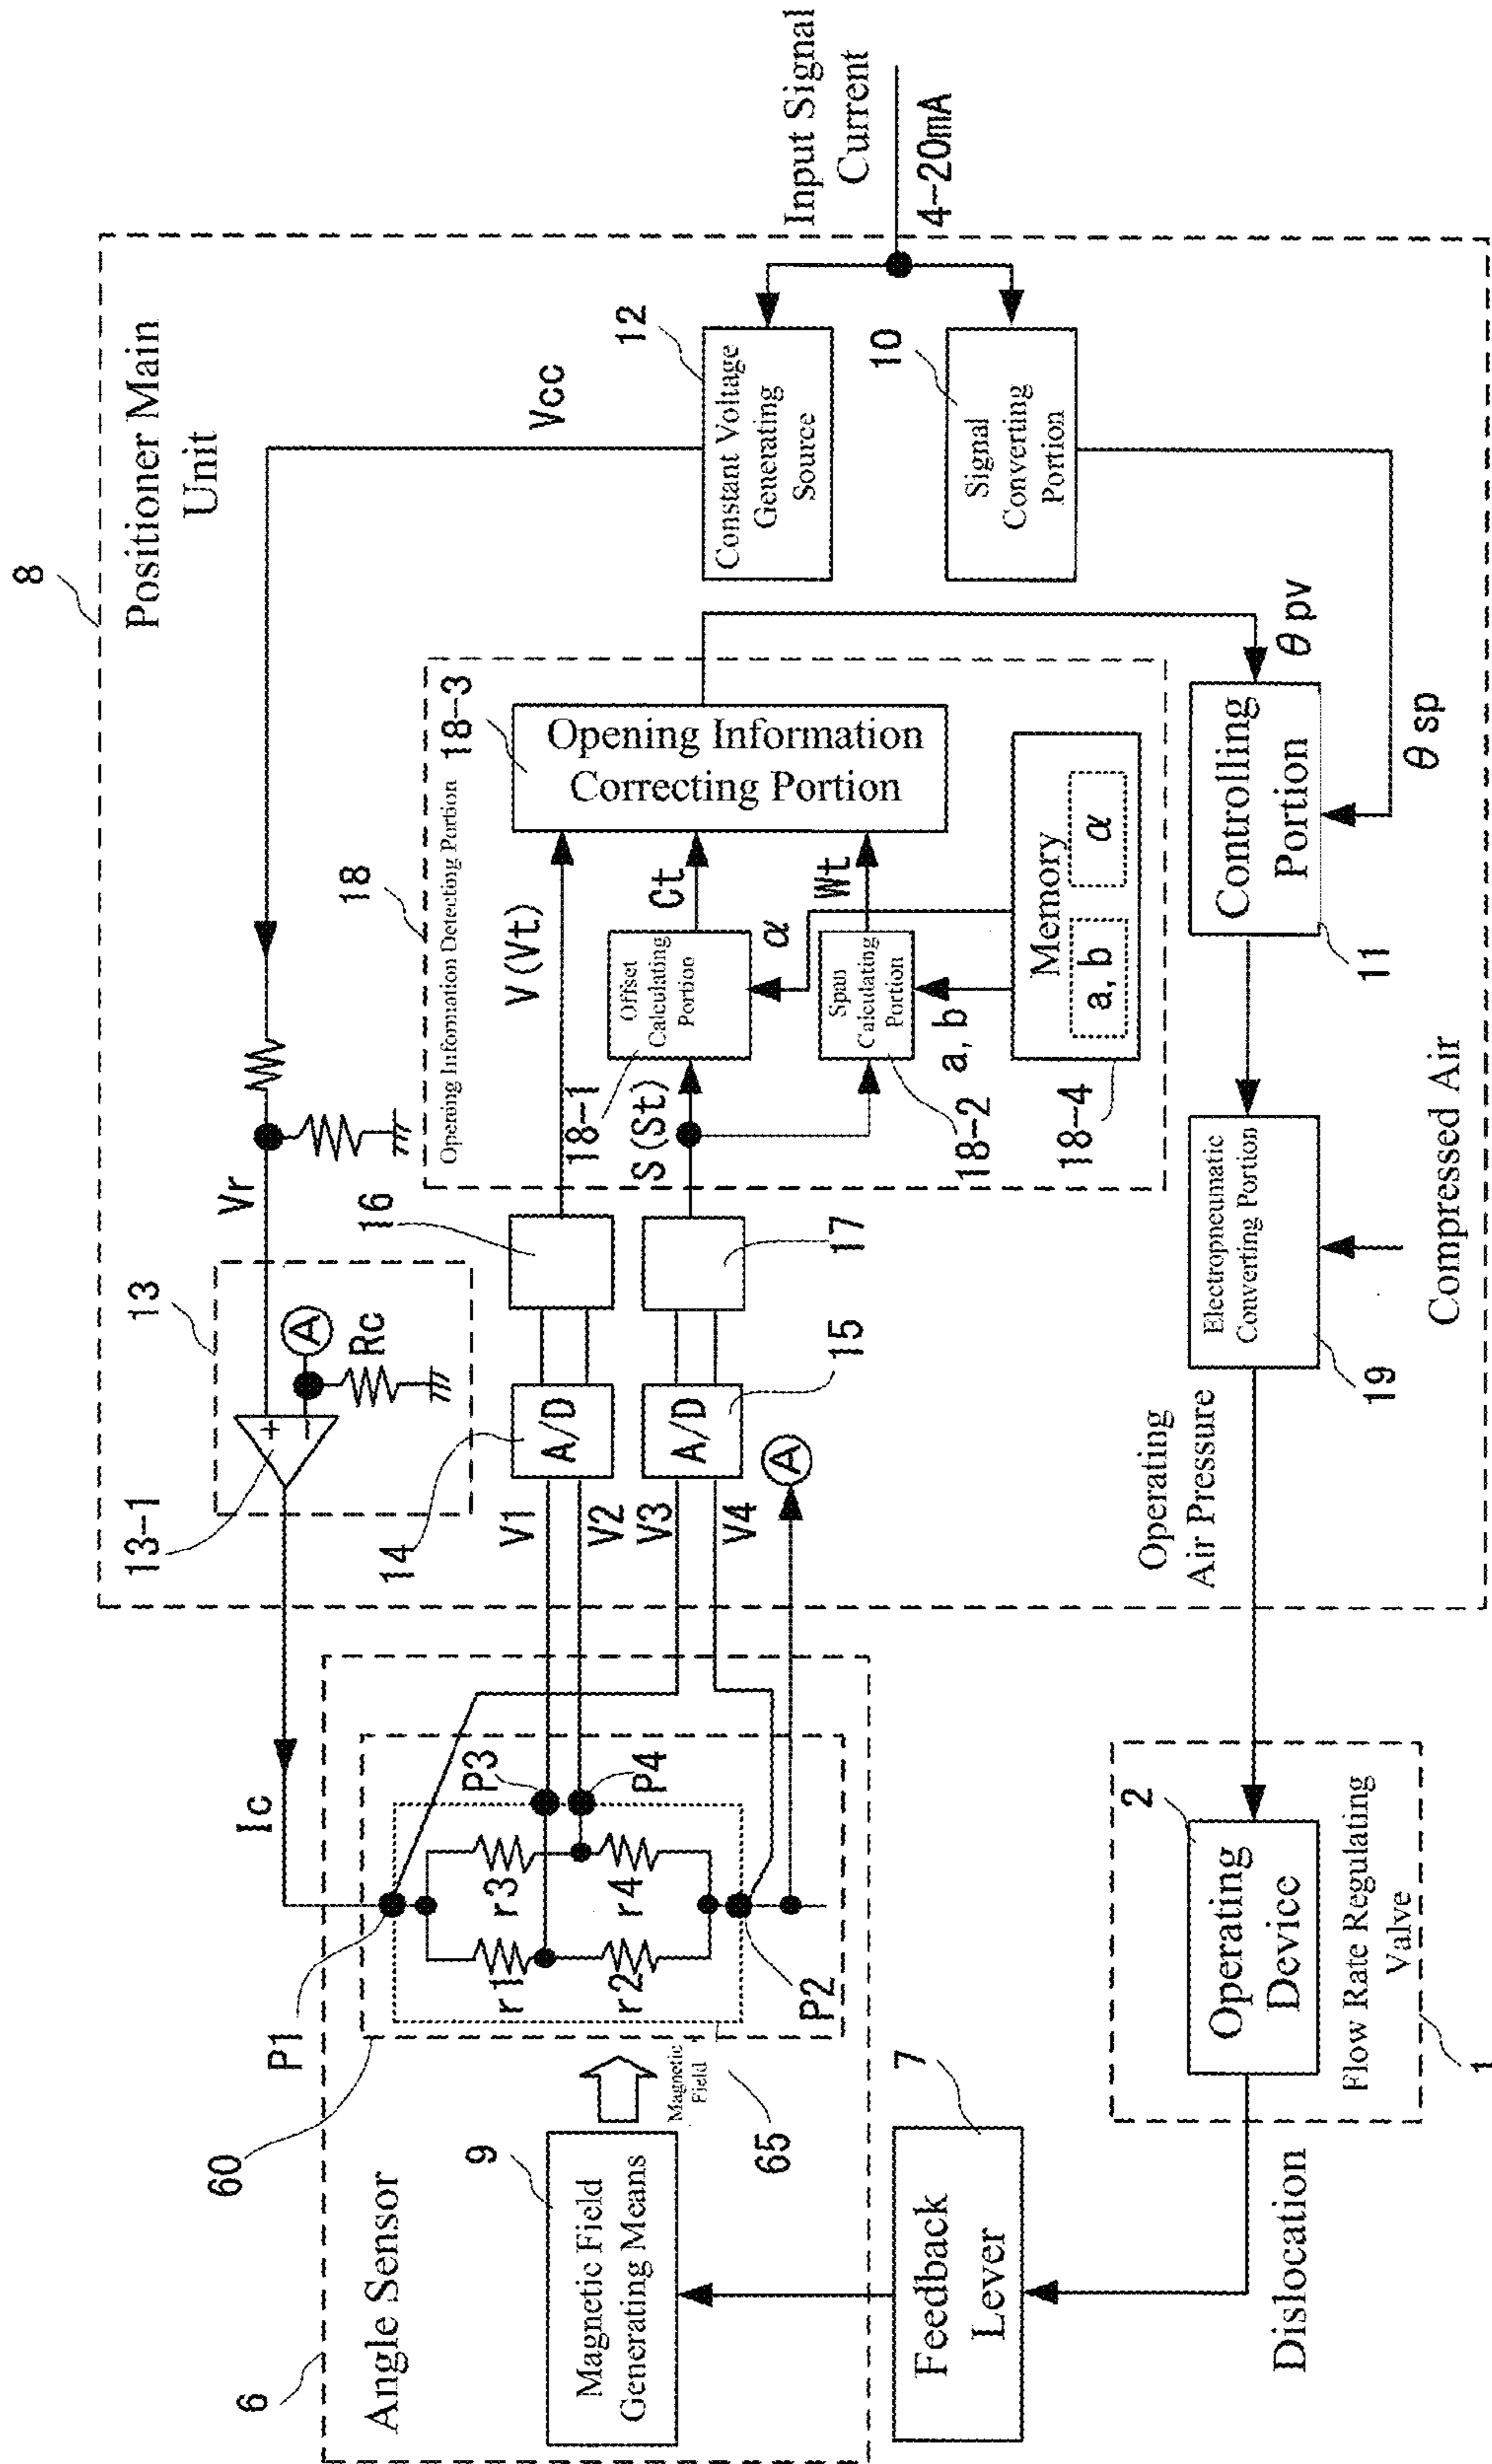 8
Positioner Main
Unit
Input Signal
Current
4-20mA
12
Constant Voltage
Generating
Source
Vcc
10
Signal
Converting
Portion
θsp
θpv
Vr
13
13-1
A
Rc
+
−
Ic
18
Opening Information Detecting Portion
18-3
Opening Information
Correcting Portion
V(Vt)
Ct
Wt
18-1
Offset
Calculating
Portion
α
S(St)
18-2
Span
Calculating
Portion
a, b
18-4
Memory
a, b
α
16
17
14
A/D
15
A/D
V1
V2
V3
V4
A
11
Controlling
Portion
19
Electropneumatic
Converting Portion
Compressed Air
Operating
Air Pressure
6
Angle Sensor
60
P1
P3
P4
r1
r3
r2
r4
P2
65
9
Magnetic Field
Generating Means
Magnetic
Field
7
Feedback
Lever
Dislocation
2
Operating
Device
Flow Rate Regulating
Valve
1